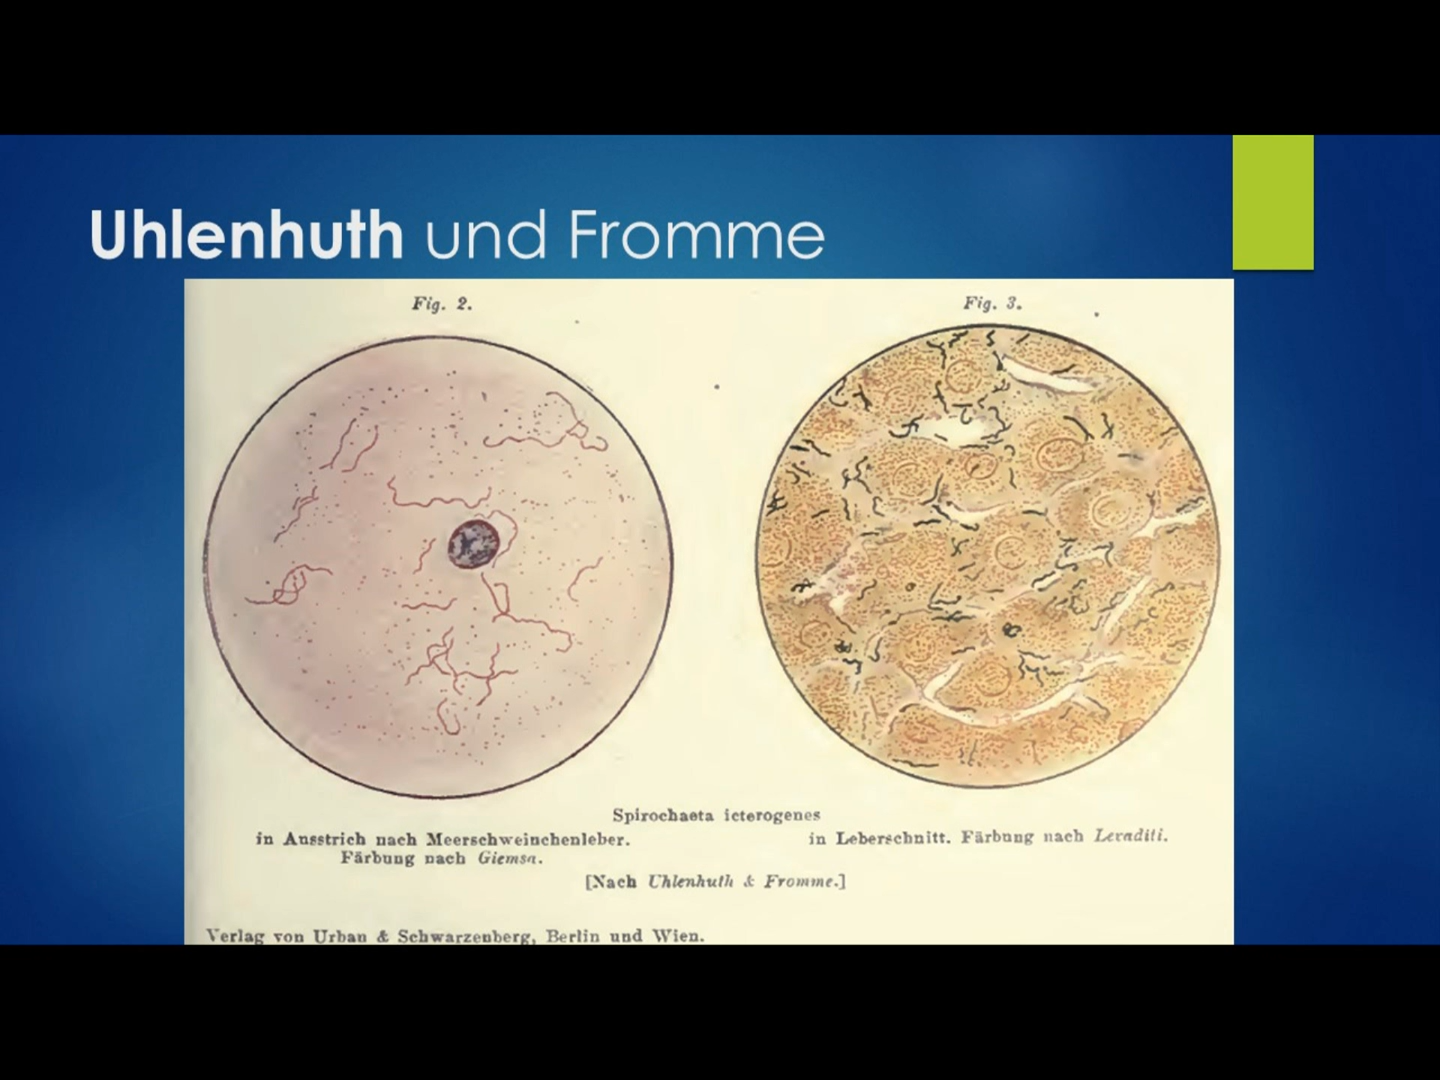 Uhlenhuth und Fromme
Fig. 2.
Fig. 3.
Spirochaeta icterogenes
in Ausstrich nach Meerschweinchenleber.
Färbung nach Giemsa.
in Leberschnitt. Färbung nach Levaditi.
[Nach Uhlenhuth & Fromme.]
Verlag von Urban & Schwarzenberg, Berlin und Wien.